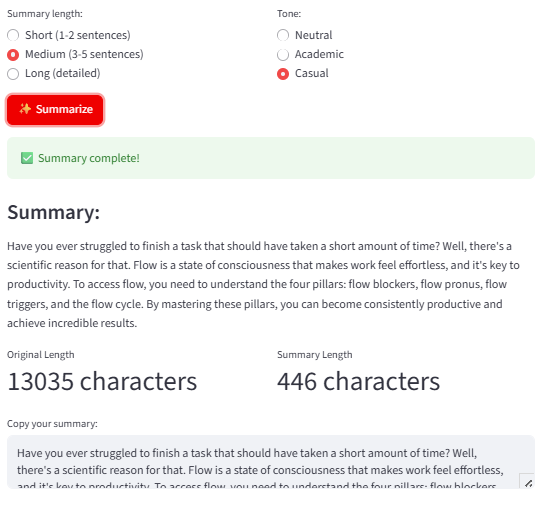 Summary length:
Tone:
Short (1-2 sentences)
Neutral
Medium (3-5 sentences)
Academic
Long (detailed)
Casual
✨ Summarize
✅ Summary complete!
Summary:
Have you ever struggled to finish a task that should have taken a short amount of time? Well, there's a
scientific reason for that. Flow is a state of consciousness that makes work feel effortless, and it's key to
productivity. To access flow, you need to understand the four pillars: flow blockers, flow pronus, flow
triggers, and the flow cycle. By mastering these pillars, you can become consistently productive and
achieve incredible results.
Original Length
Summary Length
13035 characters
446 characters
Copy your summary:
Have you ever struggled to finish a task that should have taken a short amount of time? Well,
there's a scientific reason for that. Flow is a state of consciousness that makes work feel effortless,
and it's key to productivity. To access flow, you need to understand the four pillars: flow blockers,